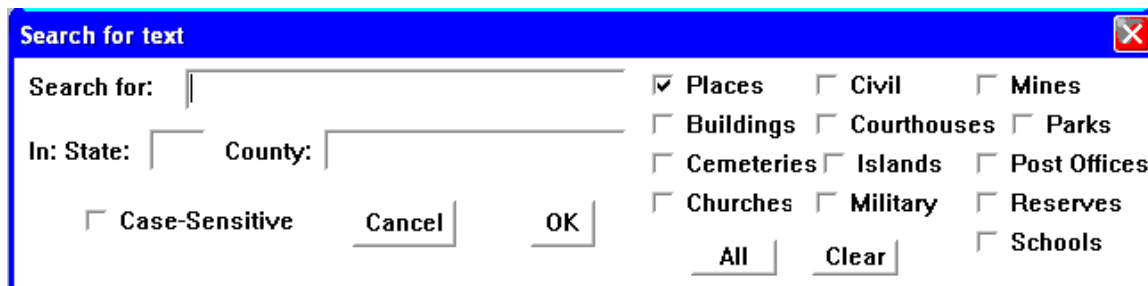 Search for text
Search for:
Places Civil Mines
Buildings Courthouses Parks
In: State: County:
Cemeteries Islands Post Offices
Churches Military Reserves
Case-Sensitive Cancel OK
Schools
All Clear